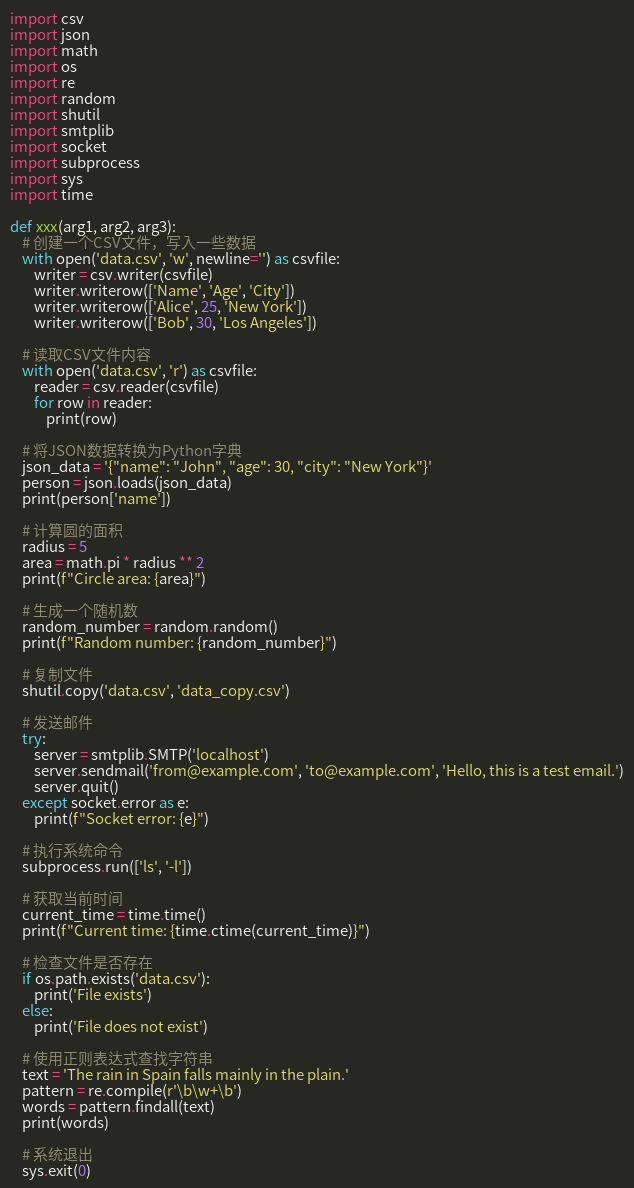 import csv
import json
import math
import os
import re
import random
import shutil
import smtplib
import socket
import subprocess
import sys
import time

def xxx(arg1, arg2, arg3):
    # 创建一个CSV文件，写入一些数据
    with open('data.csv', 'w', newline='') as csvfile:
        writer = csv.writer(csvfile)
        writer.writerow(['Name', 'Age', 'City'])
        writer.writerow(['Alice', 25, 'New York'])
        writer.writerow(['Bob', 30, 'Los Angeles'])

    # 读取CSV文件内容
    with open('data.csv', 'r') as csvfile:
        reader = csv.reader(csvfile)
        for row in reader:
            print(row)

    # 将JSON数据转换为Python字典
    json_data = '{"name": "John", "age": 30, "city": "New York"}'
    person = json.loads(json_data)
    print(person['name'])

    # 计算圆的面积
    radius = 5
    area = math.pi * radius ** 2
    print(f"Circle area: {area}")

    # 生成一个随机数
    random_number = random.random()
    print(f"Random number: {random_number}")

    # 复制文件
    shutil.copy('data.csv', 'data_copy.csv')

    # 发送邮件
    try:
        server = smtplib.SMTP('localhost')
        server.sendmail('from@example.com', 'to@example.com', 'Hello, this is a test email.')
        server.quit()
    except socket.error as e:
        print(f"Socket error: {e}")

    # 执行系统命令
    subprocess.run(['ls', '-l'])

    # 获取当前时间
    current_time = time.time()
    print(f"Current time: {time.ctime(current_time)}")

    # 检查文件是否存在
    if os.path.exists('data.csv'):
        print('File exists')
    else:
        print('File does not exist')

    # 使用正则表达式查找字符串
    text = 'The rain in Spain falls mainly in the plain.'
    pattern = re.compile(r'\b\w+\b')
    words = pattern.findall(text)
    print(words)

    # 系统退出
    sys.exit(0)